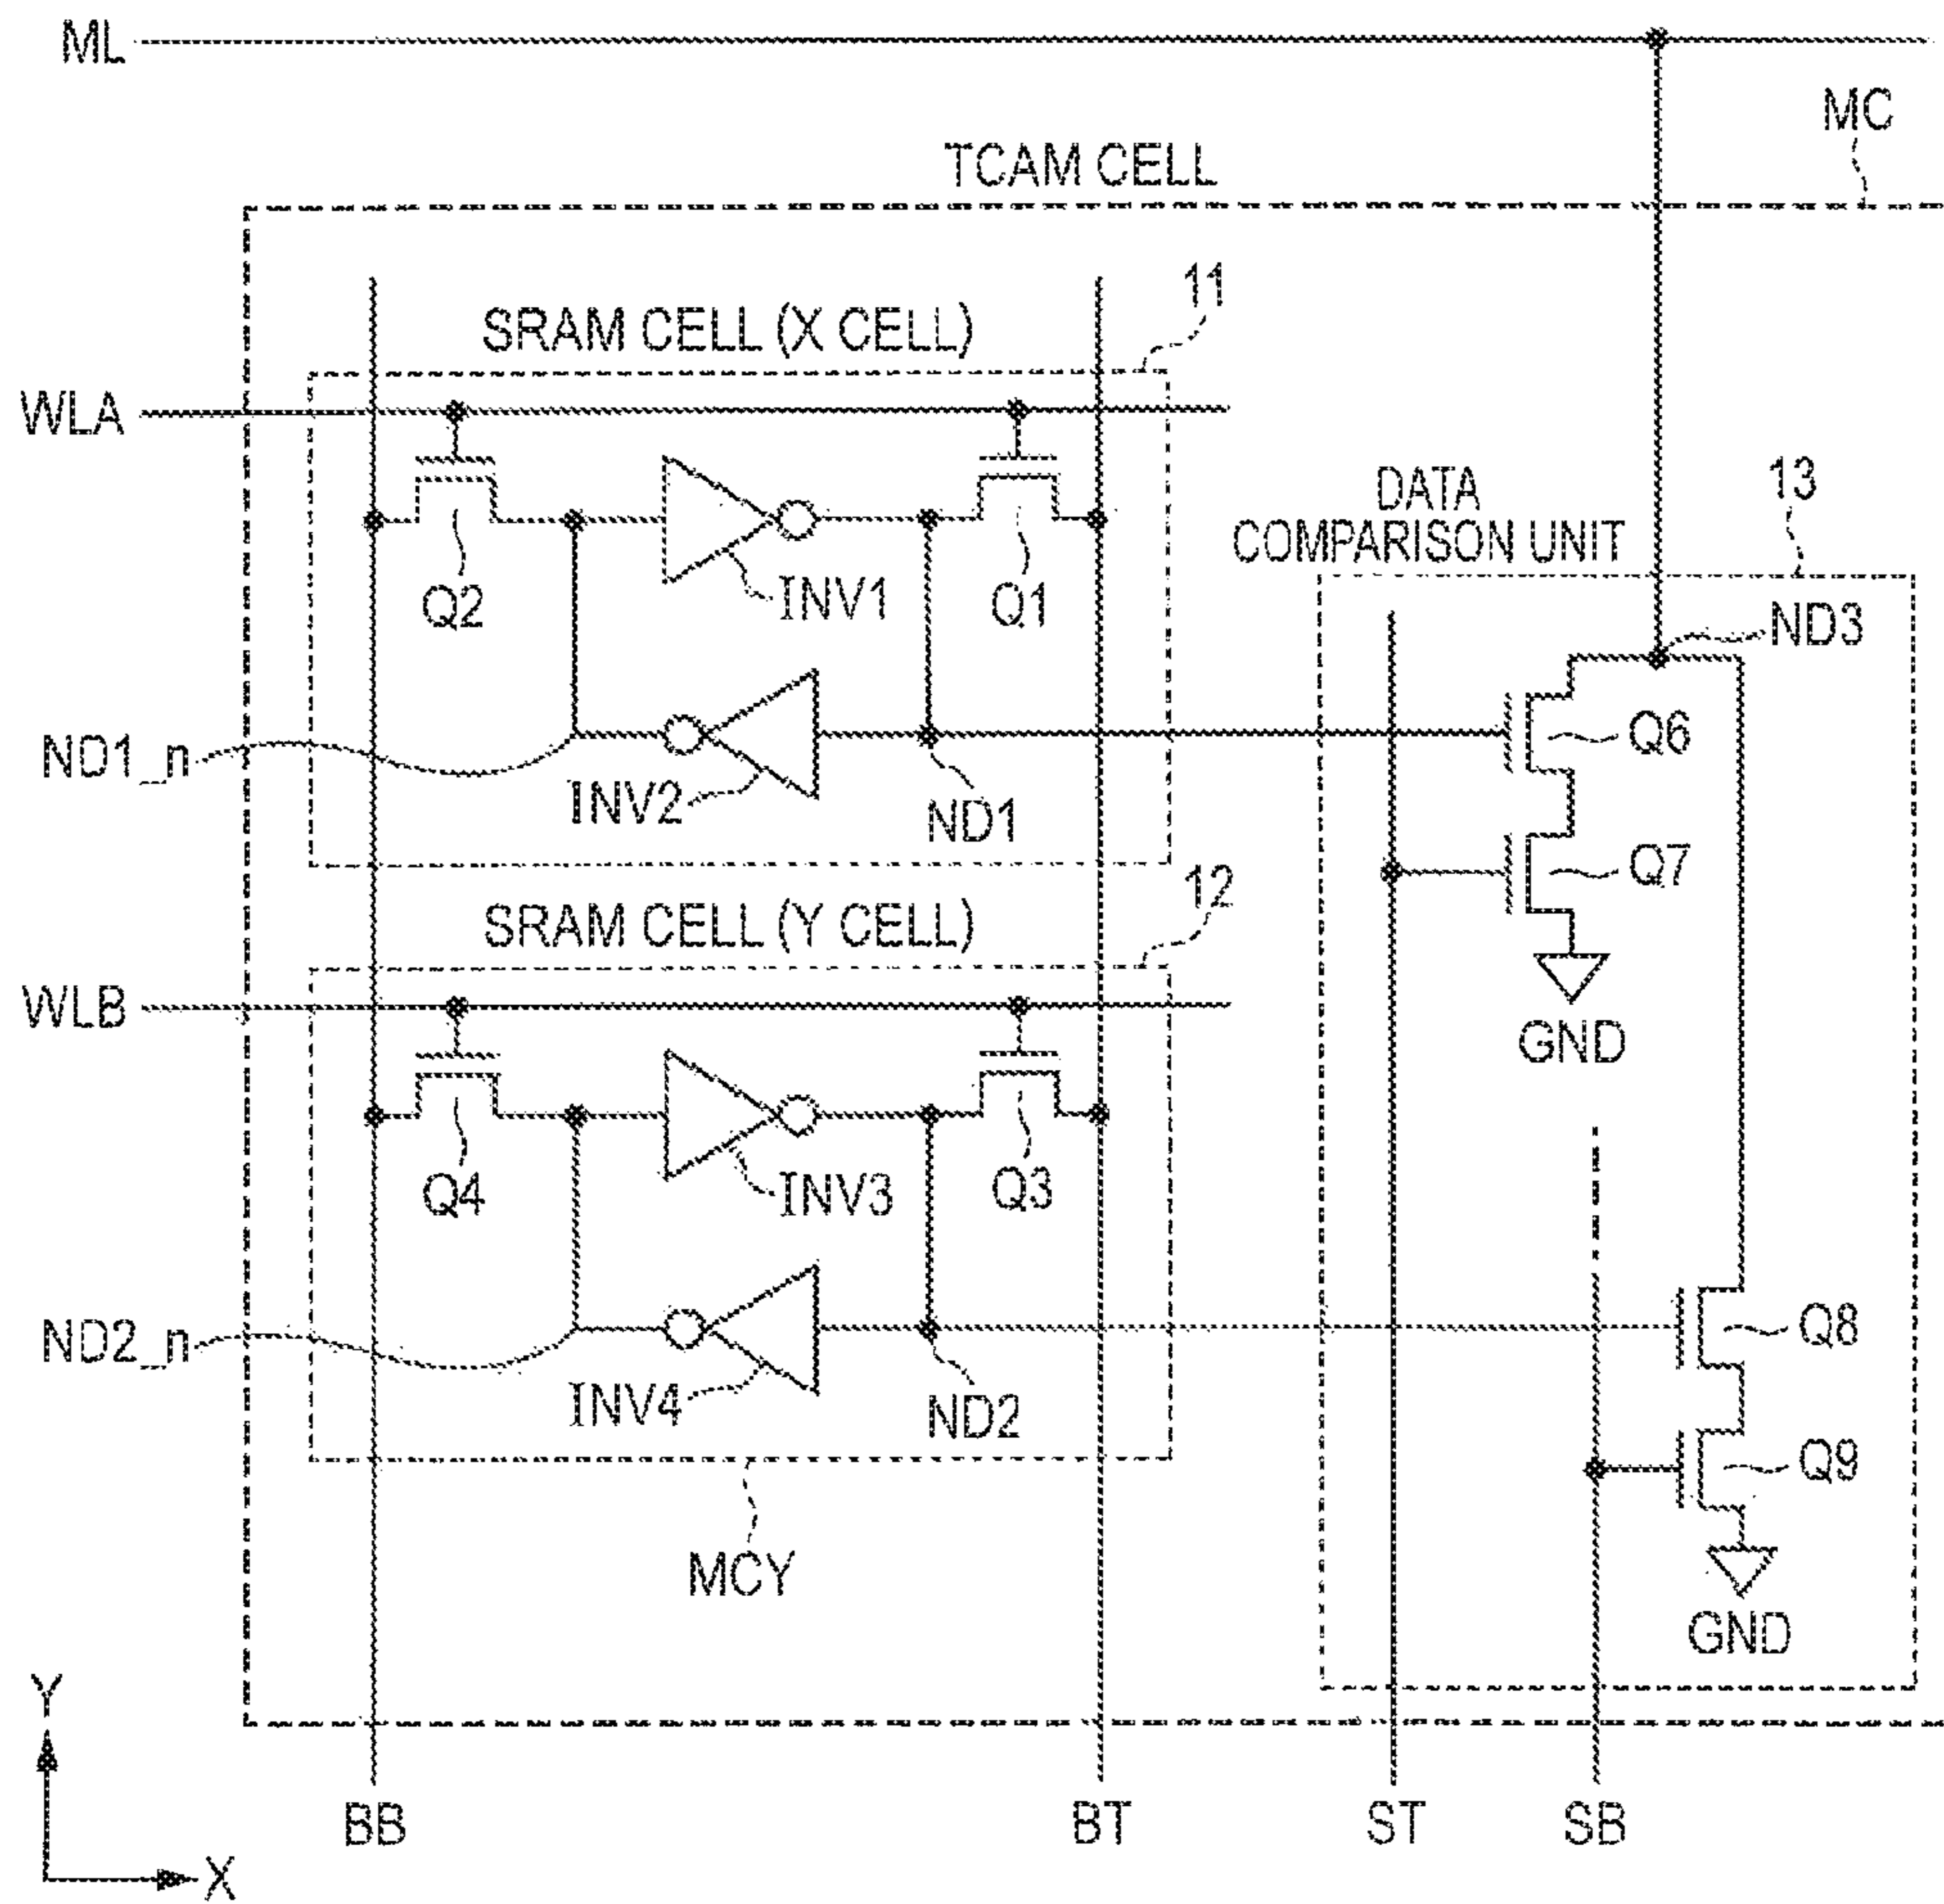 ML
MC
TCAM CELL
11
SRAM CELL (X CELL)
WLA
DATA
COMPARISON UNIT
13
Q2
INV1
Q1
ND3
ND1_n
INV2
ND1
Q6
Q7
12
SRAM CELL (Y CELL)
WLB
GND
Q4
INV3
Q3
ND2_n
INV4
ND2
Q8
Q9
MCY
GND
Y
X
BB
BT
ST
SB